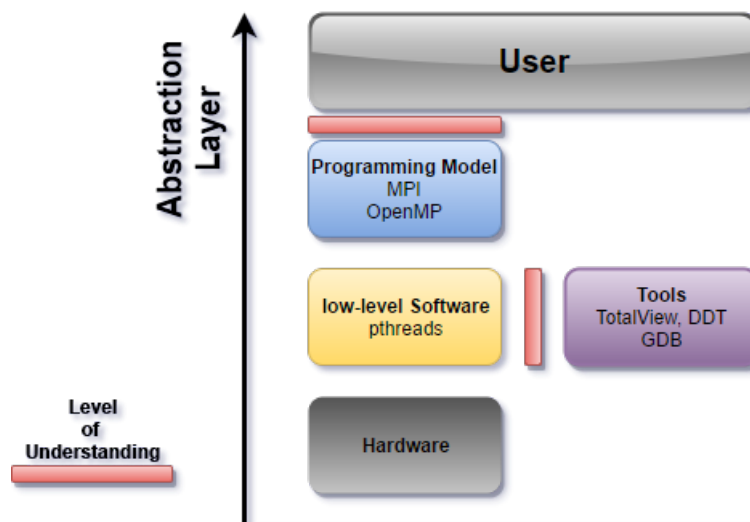 Abstraction
Layer
User
Programming Model
MPI
OpenMP
low-level Software
pthreads
Tools
TotalView, DDT
GDB
Level
of
Understanding
Hardware